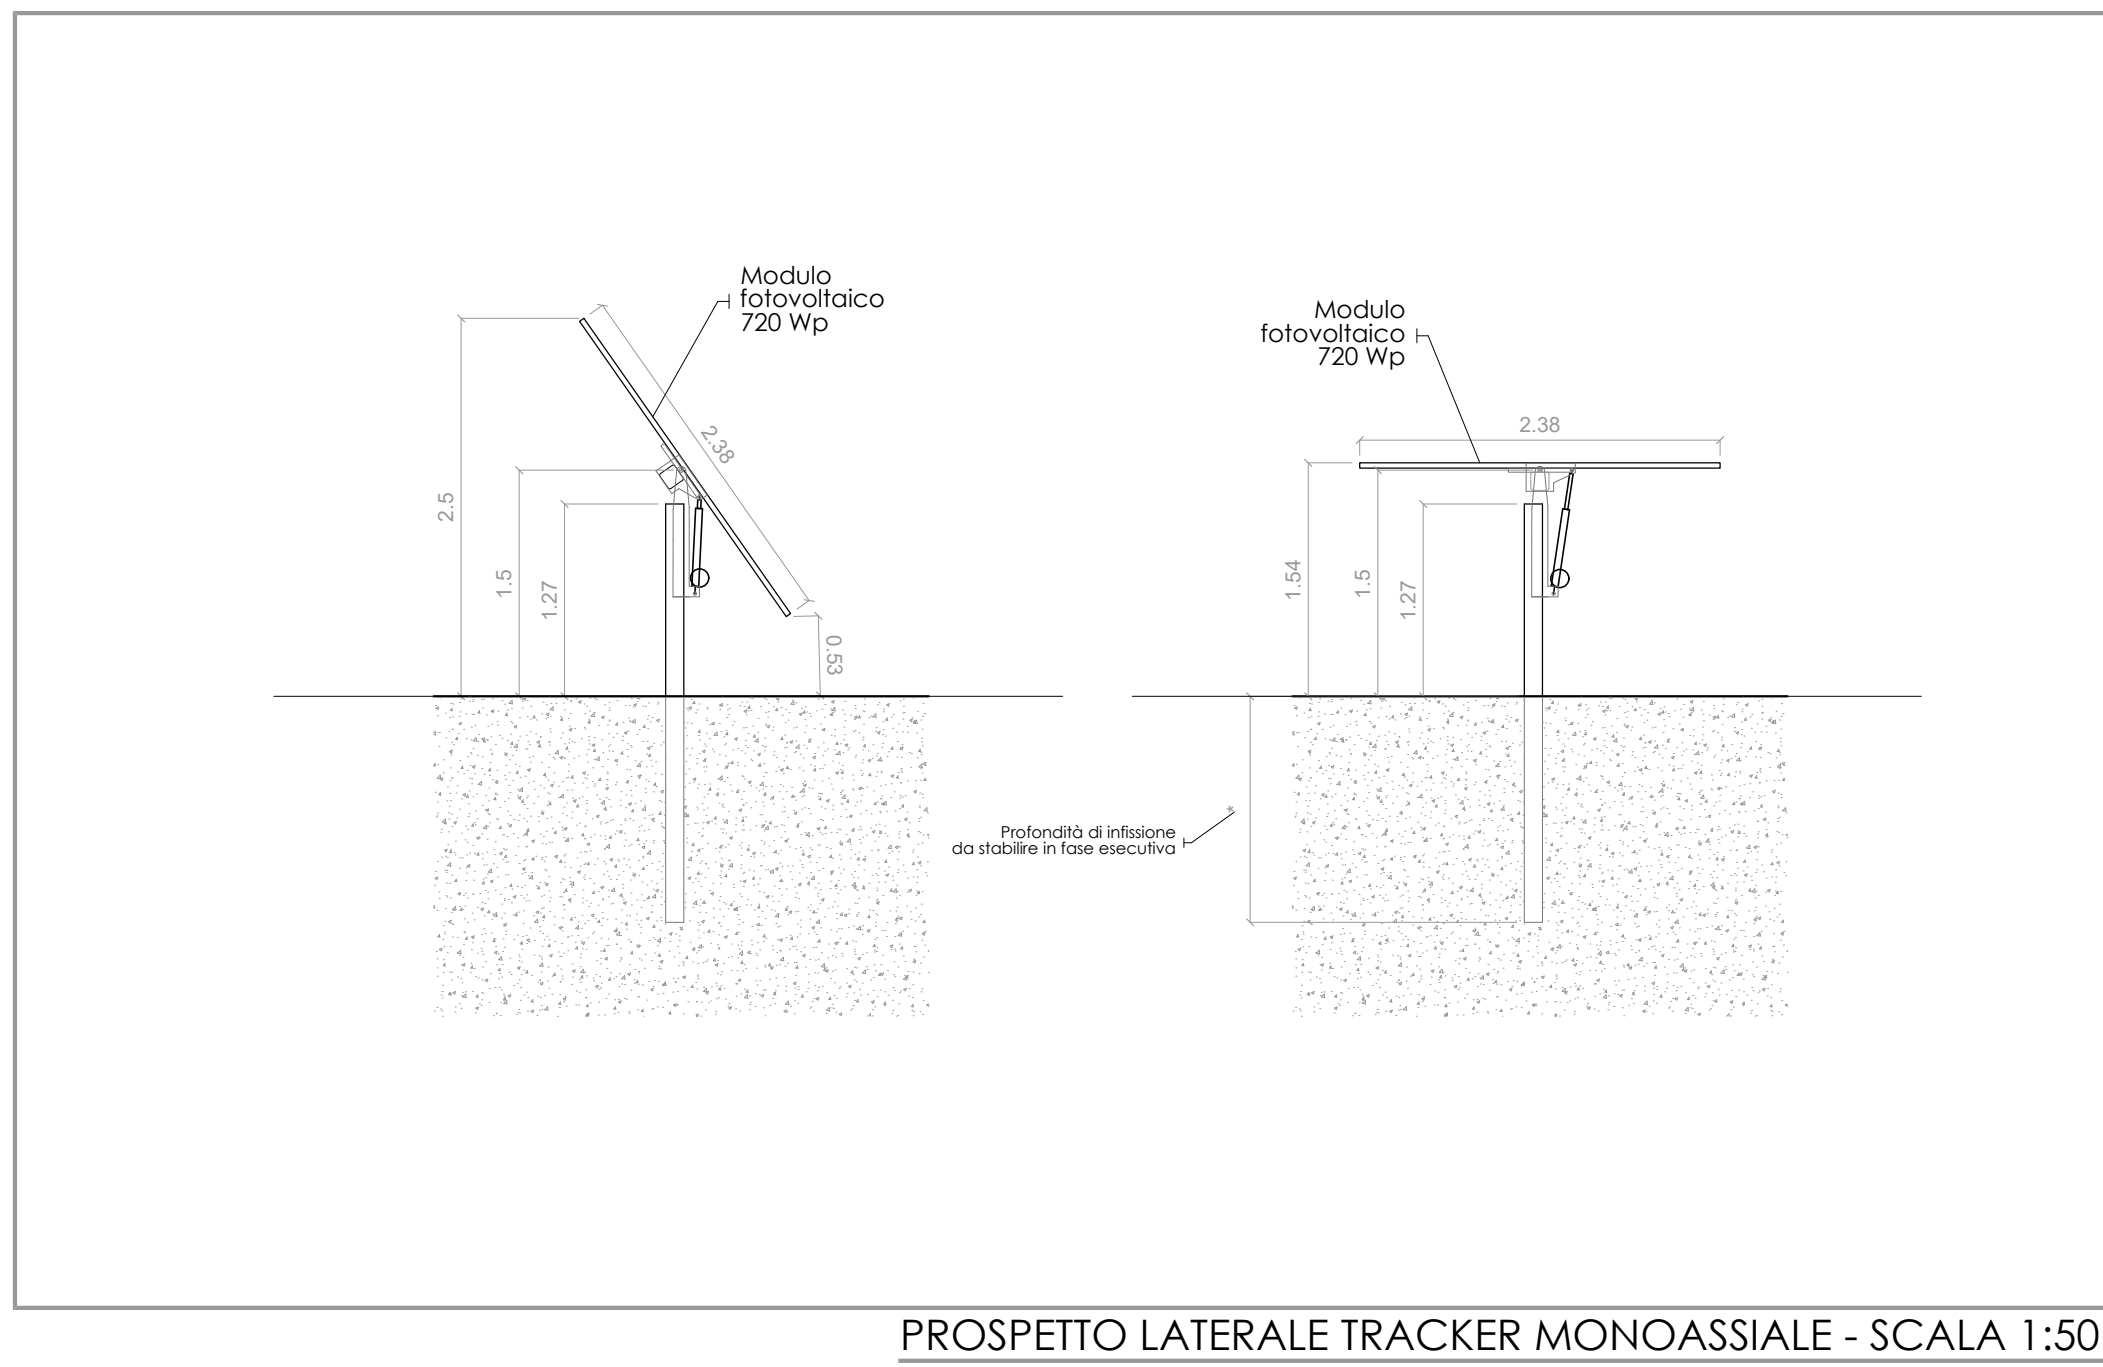 Modulo
fotovoltaico
720 Wp
2.38
2.5
1.5
1.27
0.53
Modulo
fotovoltaico
720 Wp
2.38
1.54
1.5
1.27
*
Profondità di infissione
da stabilire in fase esecutiva
PROSPETTO LATERALE TRACKER MONOASSIALE - SCALA 1:50